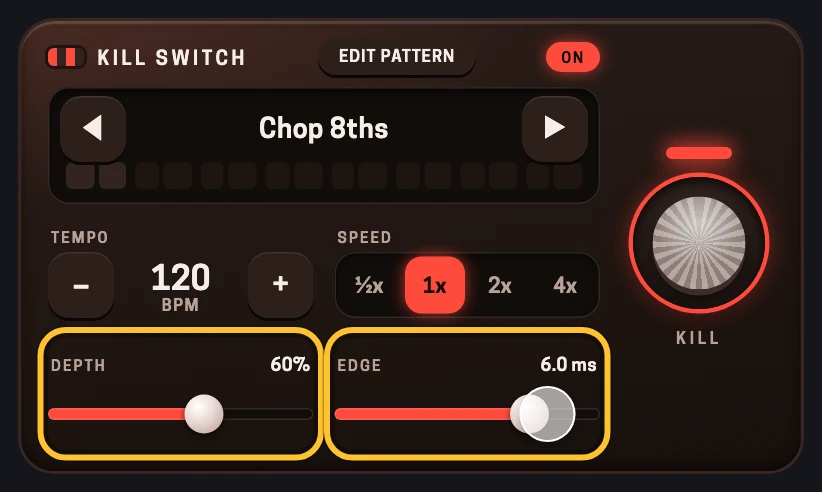 KILL SWITCH
EDIT PATTERN
ON
Chop 8ths
TEMPO
SPEED
−
120
BPM
+
½x
1x
2x
4x
KILL
DEPTH
60%
EDGE
6.0 ms